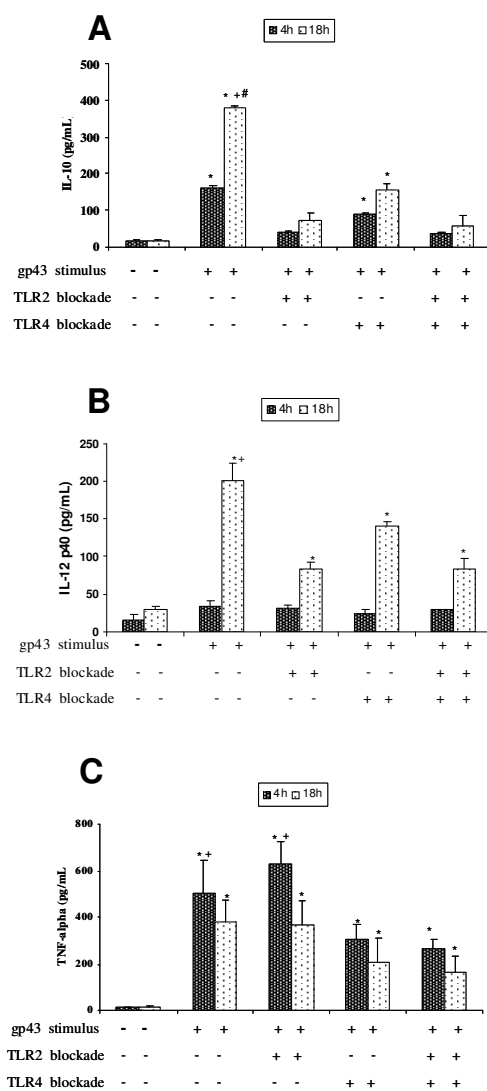 A
4h 18h
500
* + #
400
IL-10 (pg/mL)
300
200
*
*
*
100
0
gp43 stimulus - - + + + + + + + +
TLR2 blockade - - - - + + - - + +
TLR4 blockade - - - - - - + + + +
B
4h 18h
250
* +
200
IL-12 p40 (pg/mL)
150
*
*
*
100
50
0
gp43 stimulus - - + + + + + + + +
TLR2 blockade - - - - + + - - + +
TLR4 blockade - - - - - - + + + +
C
4h 18h
800
* +
* +
600
TNF-alpha (pg/mL)
*
*
400
*
*
*
*
200
0
gp43 stimulus - - + + + + + + + +
TLR2 blockade - - - - + + - - + +
TLR4 blockade - - - - - - + + + +